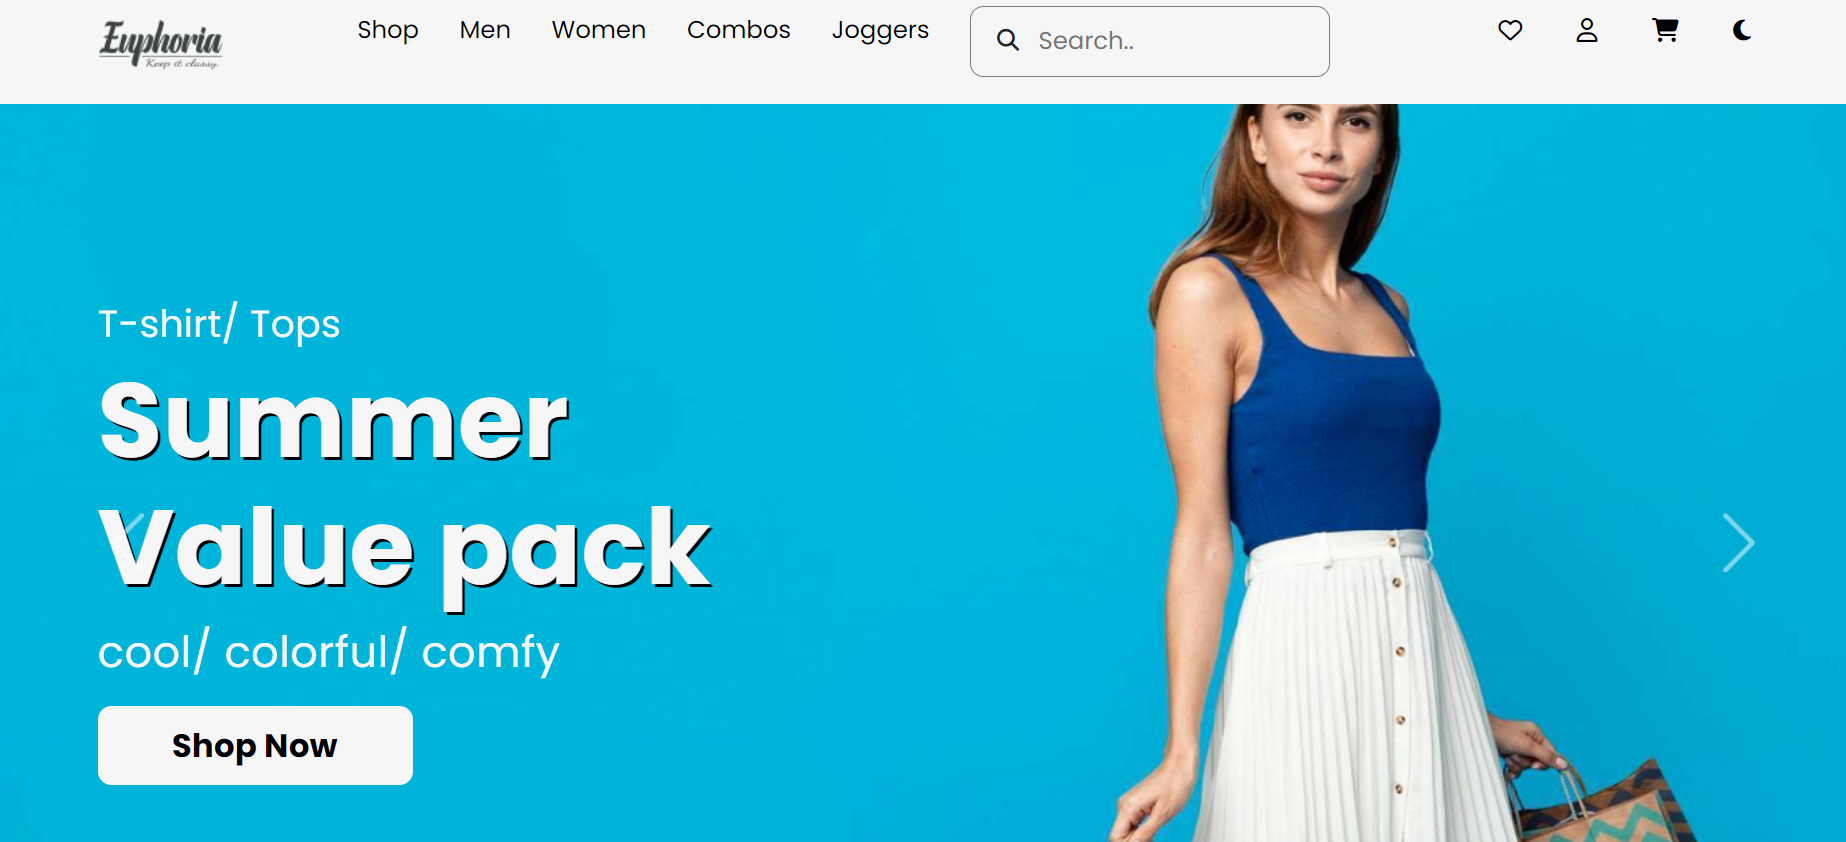 Euphoria
Keep it classy.
Shop Men Women Combos Joggers Search..
T-shirt/ Tops
Summer
Value pack
cool/ colorful/ comfy
Shop Now